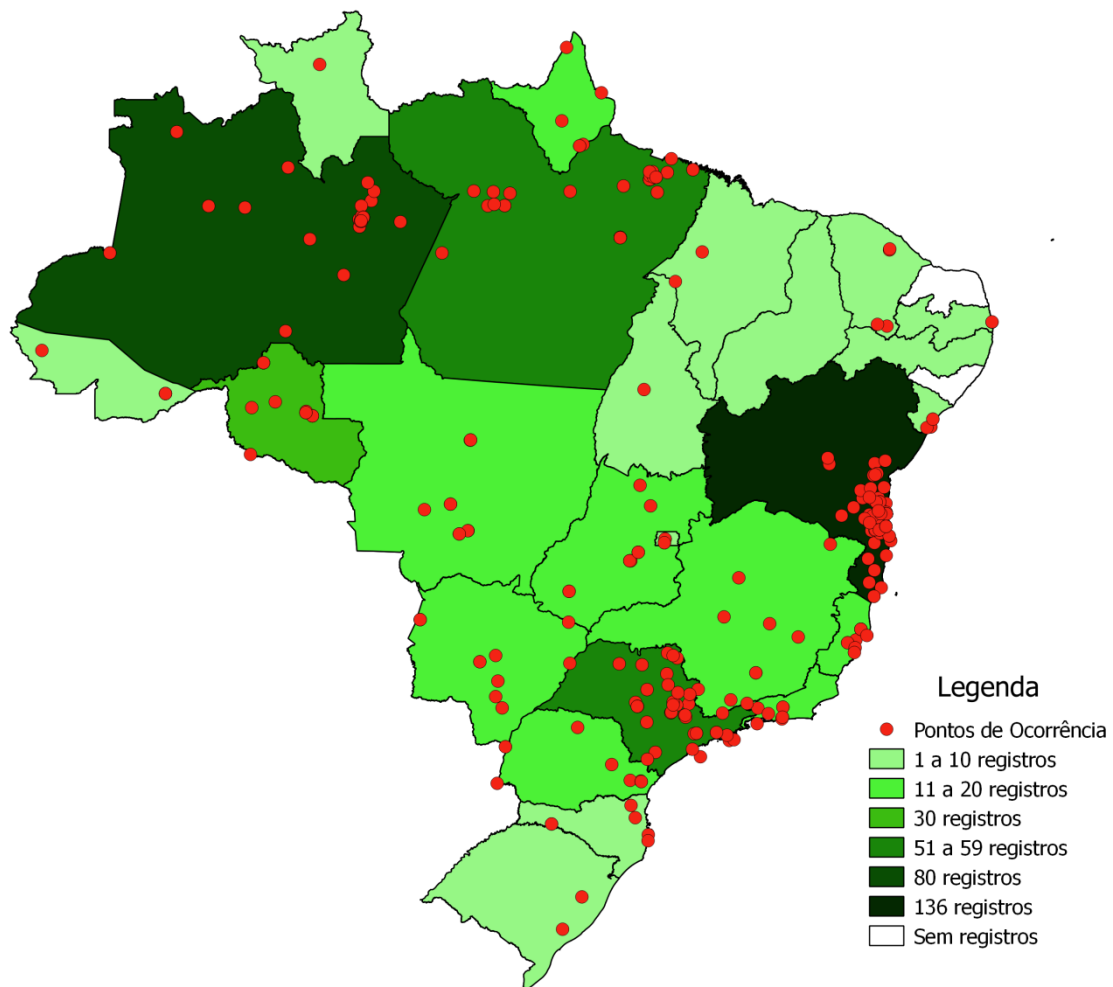 Legenda
Pontos de Ocorrência
1 a 10 registros
11 a 20 registros
30 registros
51 a 59 registros
80 registros
136 registros
Sem registros